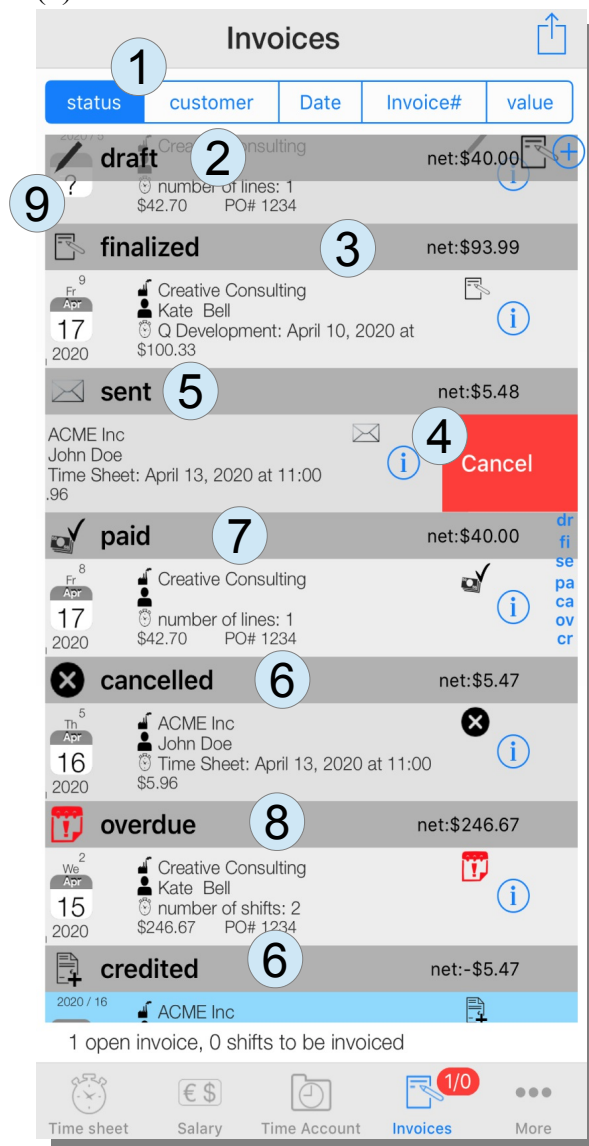 Invoices
1
status customer Date Invoice# value
2020 / 5
draft Creative Consulting net:$40.00
2
?
number of lines: 1
$42.70 PO# 1234
9
finalized 3 net:$93.99
9
Fr Creative Consulting
Apr Kate Bell
17 Q Development: April 10, 2020 at
2020 $100.33
sent 5 net:$5.48
ACME Inc 4
John Doe Cancel
Time Sheet: April 13, 2020 at 11:00
.96
paid 7 net:$40.00
dr
fi
se
pa
ca
ov
cr
8
Fr Creative Consulting
Apr
17 number of lines: 1
2020 $42.70 PO# 1234
cancelled 6 net:$5.47
5
Th ACME Inc
Apr John Doe
16 Time Sheet: Apr 13, 2020 at 11:00
2020 $5.96
overdue 8 net:$246.67
2
We Creative Consulting
Apr Kate Bell
15 number of shifts: 2
2020 $246.67 PO# 1234
credited 6 net:-$5.47
2020 / 16
ACME Inc
1 open invoice, 0 shifts to be invoiced
€ $ 1/0
Time sheet Salary Time Account Invoices More